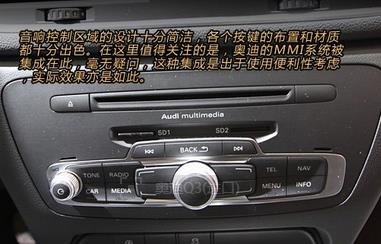 音响控制区域的设计十分简洁，各个按键的布置和材质
都十分出色。在这里值得关注的是，奥迪的MMI系统被
集成在此，毫无疑问，这种集成是出于使用便利性考虑
，实际效果亦是如此。
Audi multimedia
SD1 SD2
BACK
TONE RADIO TEL NAV
CAR MEDIA MENU INFO